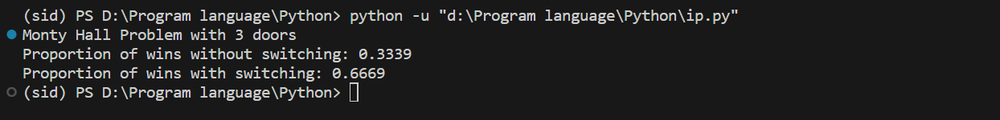 (sid) PS D:\Program language\Python> python -u "d:\Program language\Python\ip.py"
Monty Hall Problem with 3 doors
Proportion of wins without switching: 0.3339
Proportion of wins with switching: 0.6669
(sid) PS D:\Program language\Python>